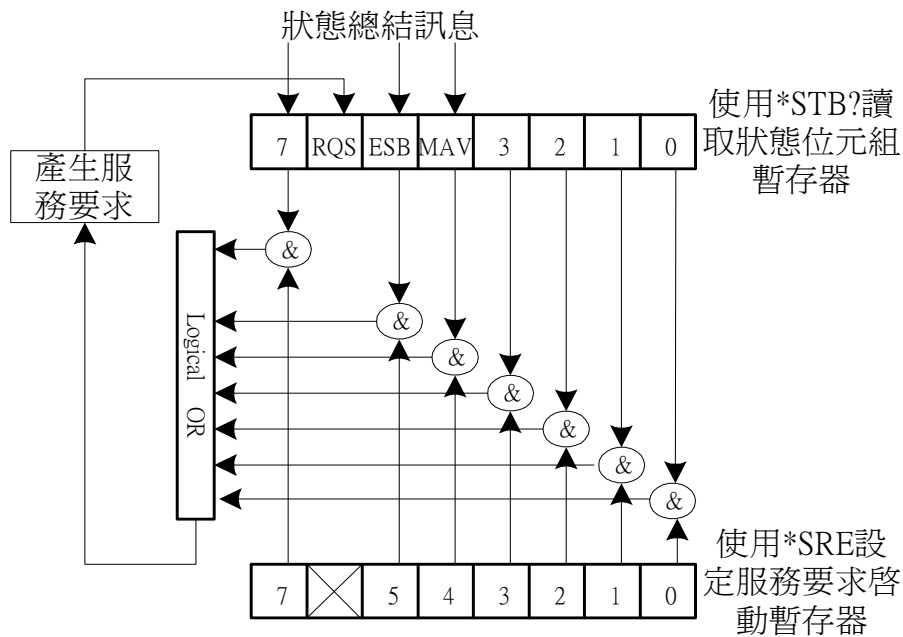 狀態總結訊息
7 RQS ESB MAV 3 2 1 0
使用*STB?讀
取狀態位元組
暫存器
產生服
務要求
&
&
&
&
&
&
&
Logical OR
7 5 4 3 2 1 0
使用*SRE設
定服務要求啓
動暫存器